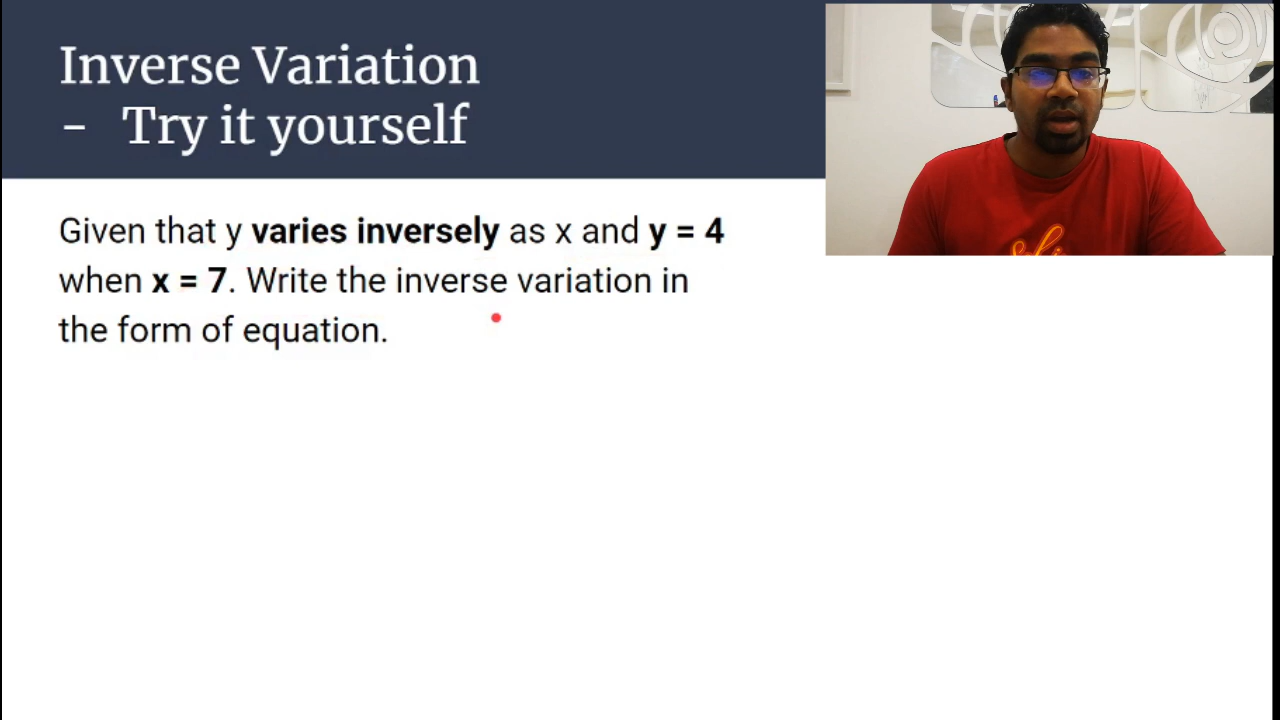 Inverse Variation
- Try it yourself
Given that y varies inversely as x and y = 4
when x = 7. Write the inverse variation in
the form of equation.